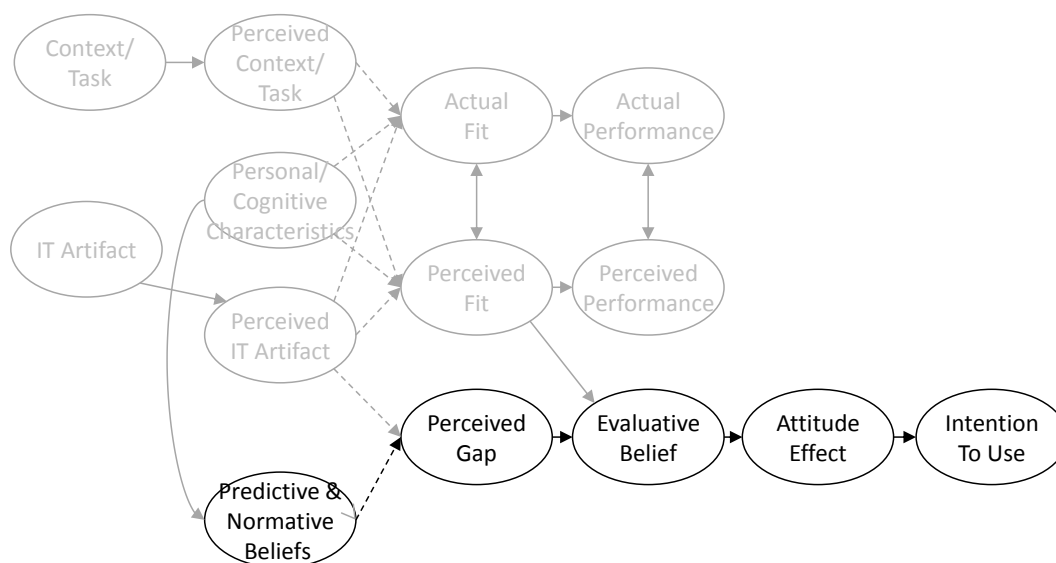 Context/
Task
Perceived
Context/
Task
Actual
Fit
Actual
Performance
Personal/
Cognitive
Characteristics
IT Artifact
Perceived
IT Artifact
Perceived
Fit
Perceived
Performance
Perceived
Gap
Evaluative
Belief
Attitude
Effect
Intention
To Use
Predictive &
Normative
Beliefs